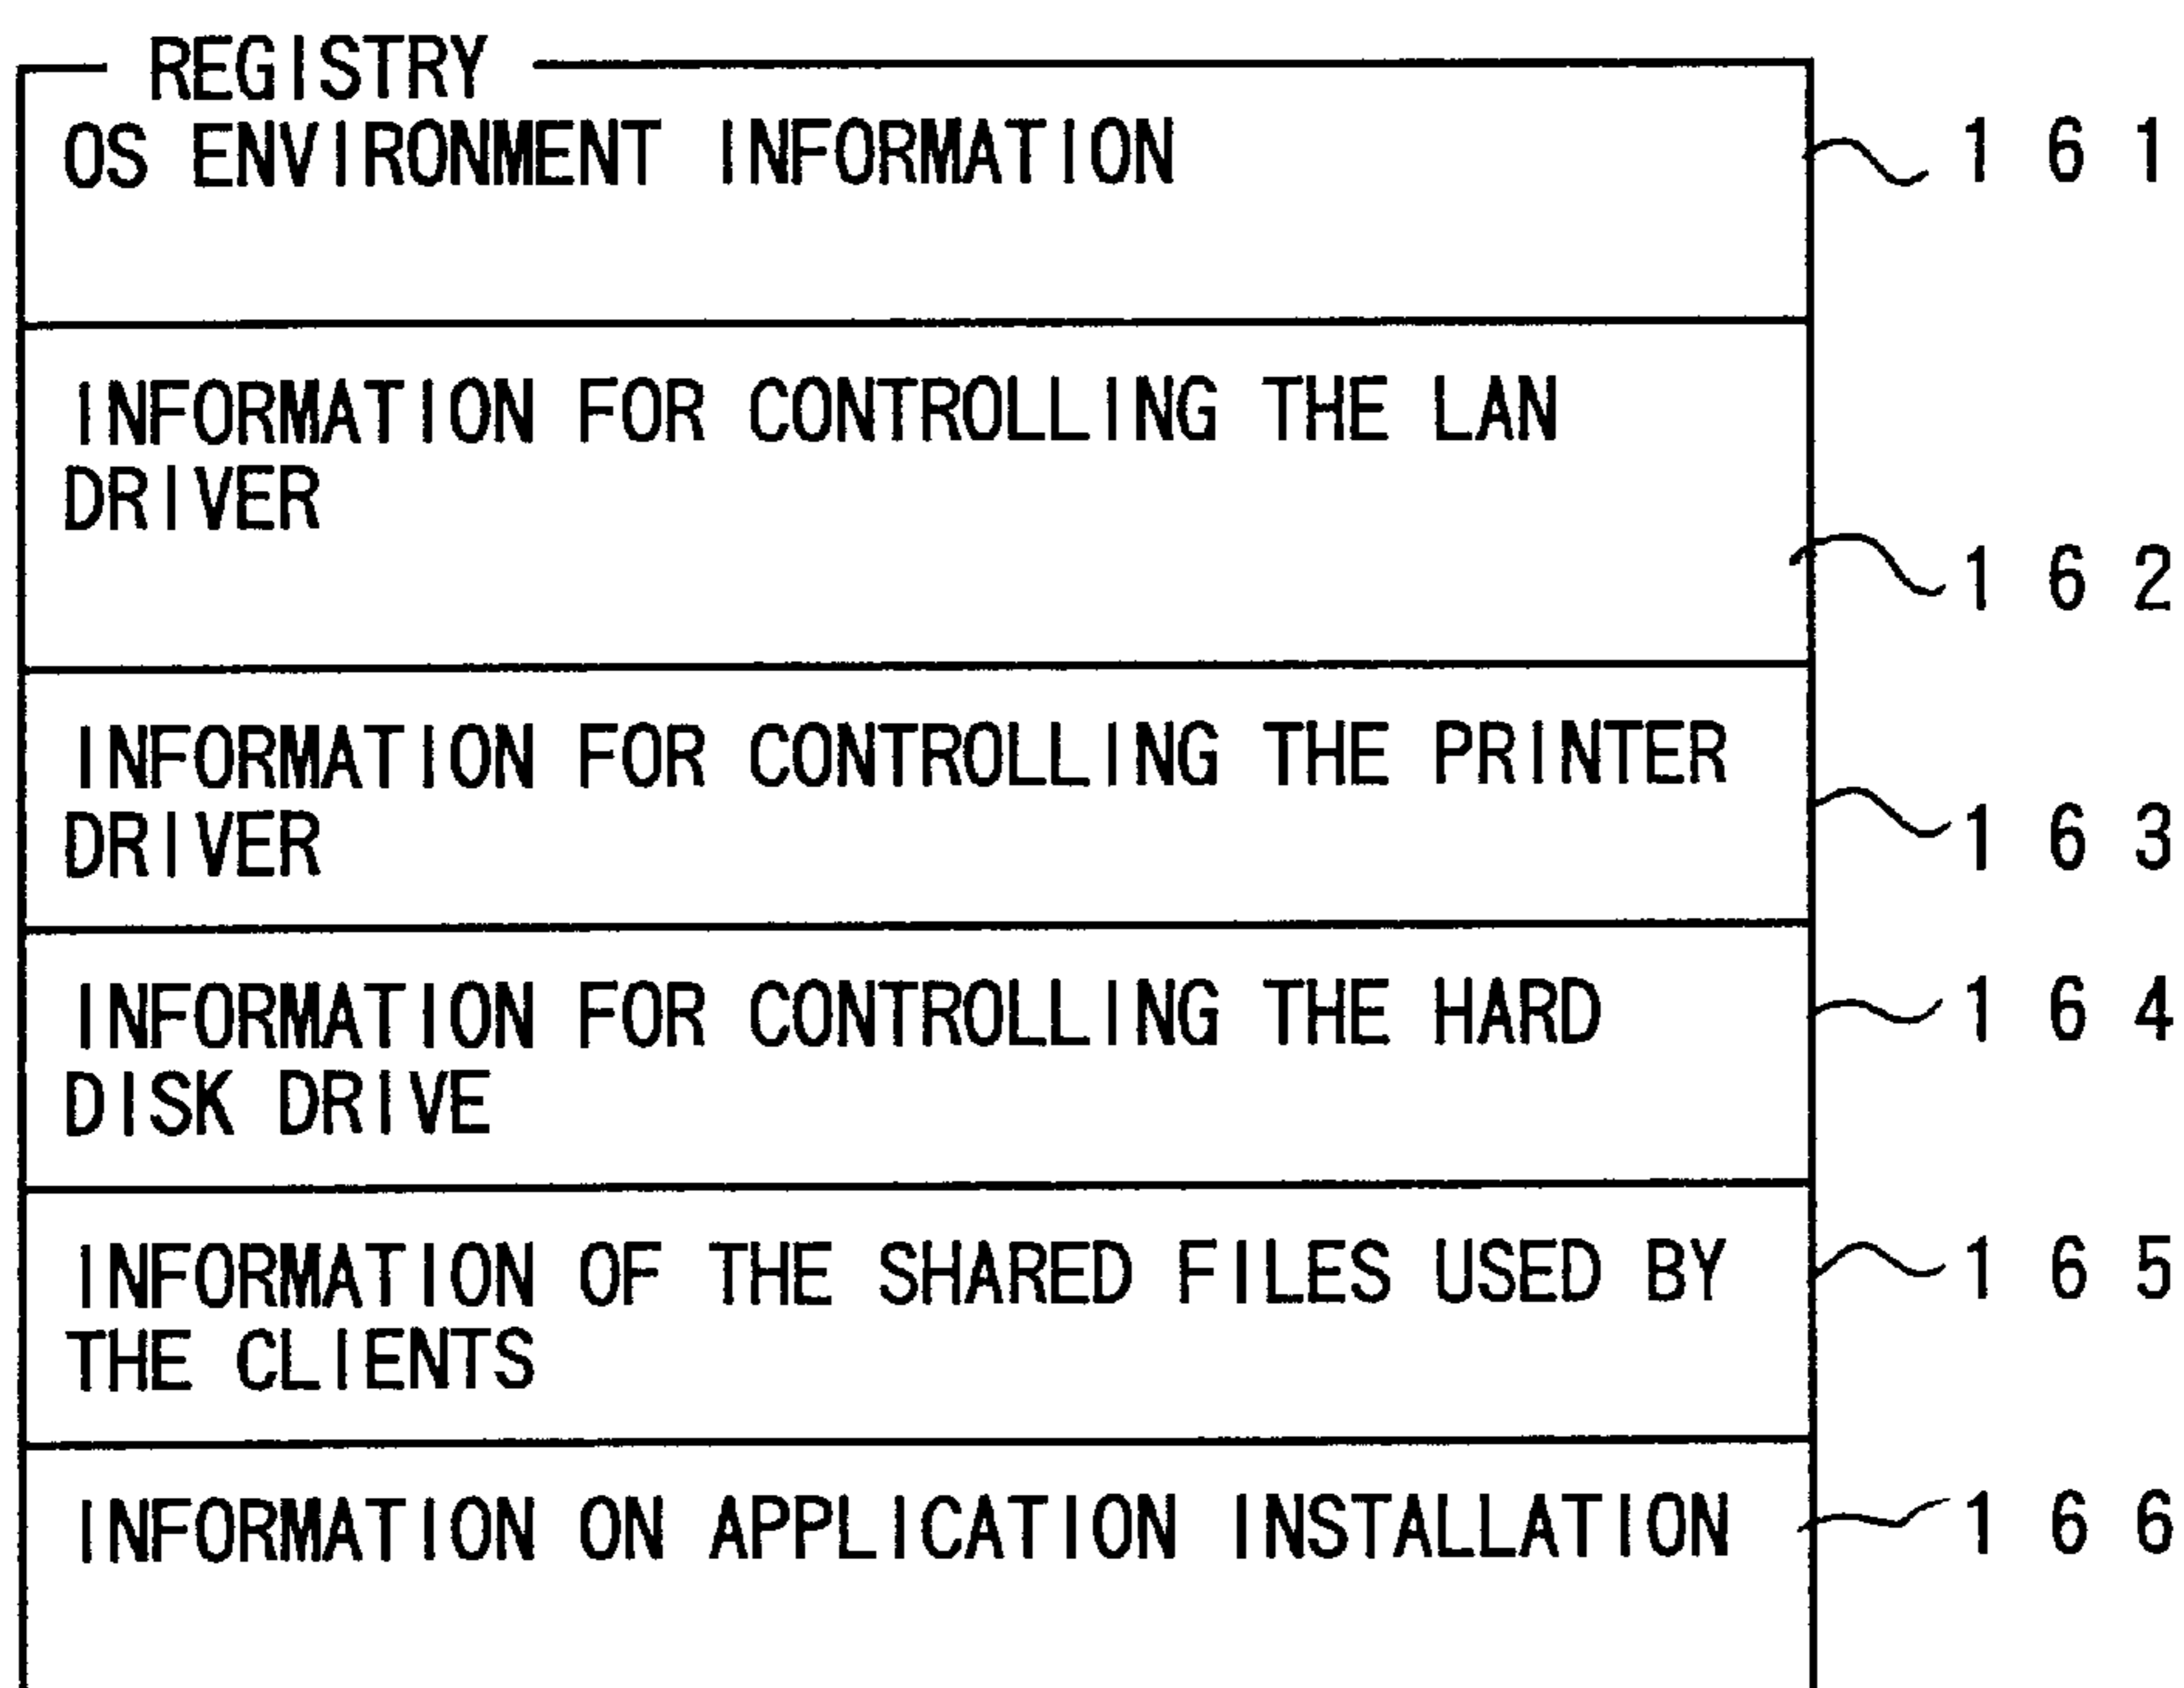 REGISTRY
OS ENVIRONMENT INFORMATION
161
INFORMATION FOR CONTROLLING THE LAN
DRIVER
162
INFORMATION FOR CONTROLLING THE PRINTER
DRIVER
163
INFORMATION FOR CONTROLLING THE HARD
DISK DRIVE
164
INFORMATION OF THE SHARED FILES USED BY
THE CLIENTS
165
INFORMATION ON APPLICATION INSTALLATION
166